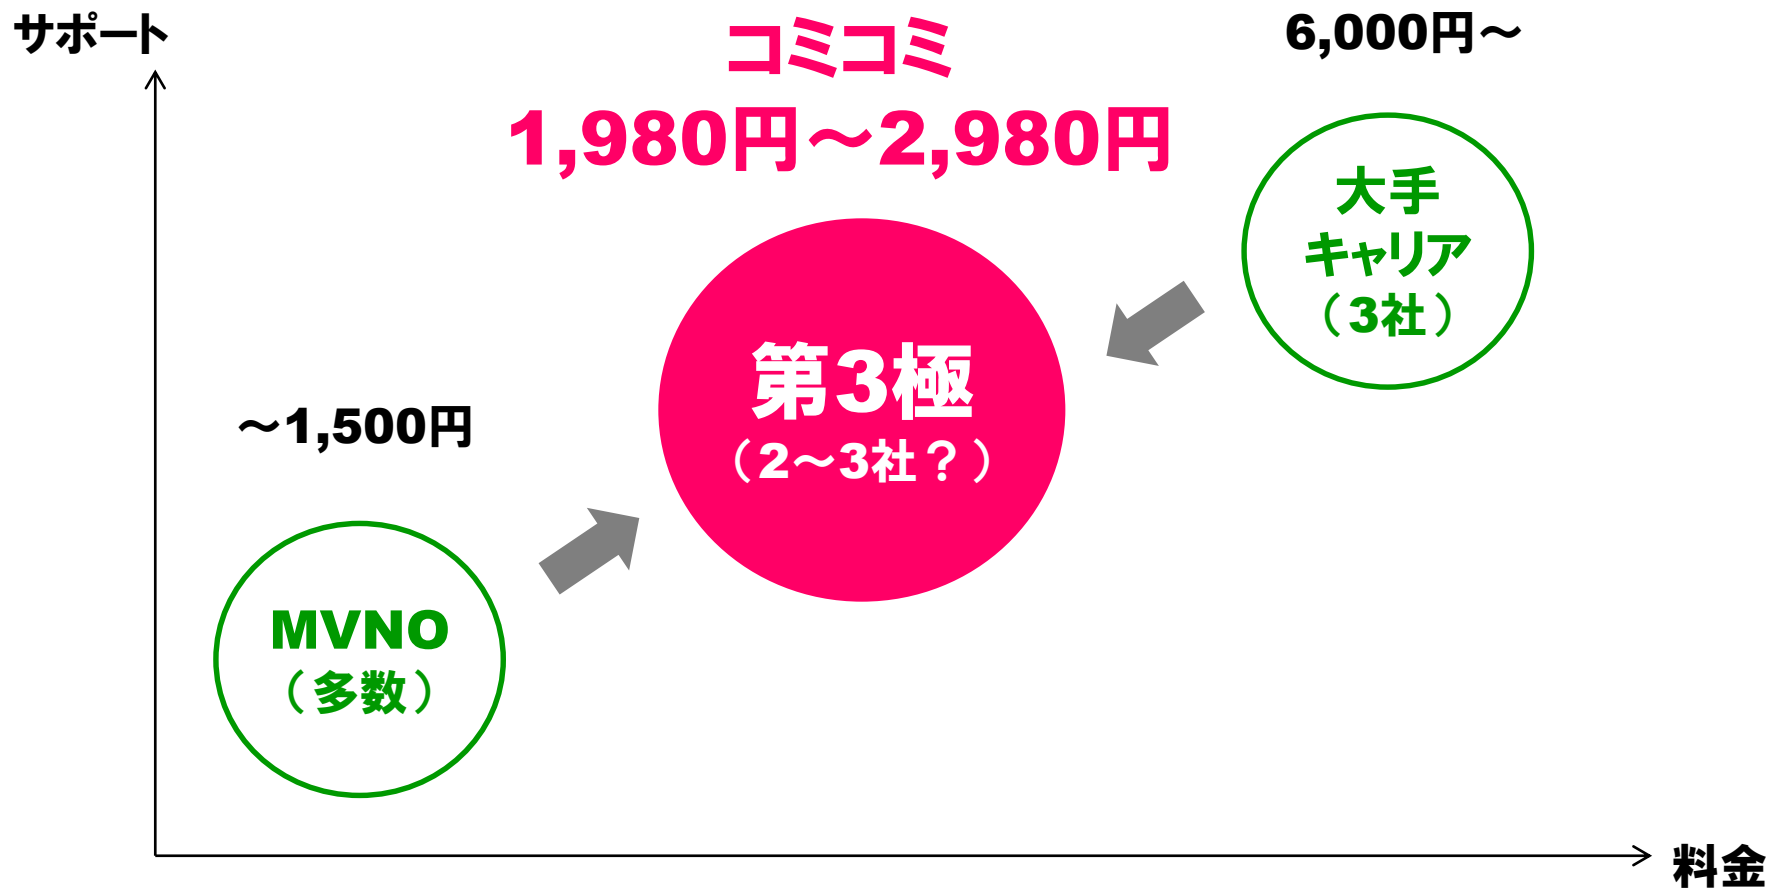 サポート
コミコミ
1,980円～2,980円
6,000円～
大手
キャリア
（3社）
第3極
（2～3社？）
～1,500円
MVNO
（多数）
料金